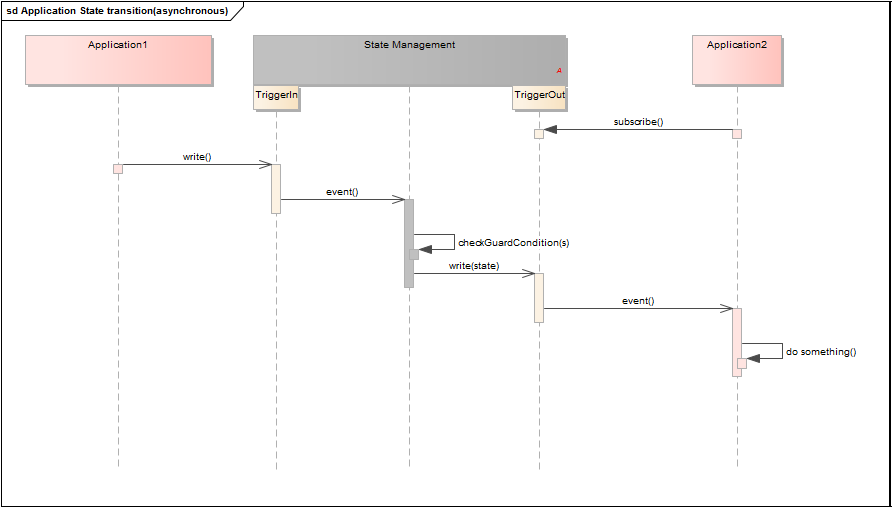 sd Application State transition(asynchronous)
Application1
State Management
Application2
A
TriggerIn
TriggerOut
subscribe()
write()
event()
checkGuardCondition(s)
write(state)
event()
do something()